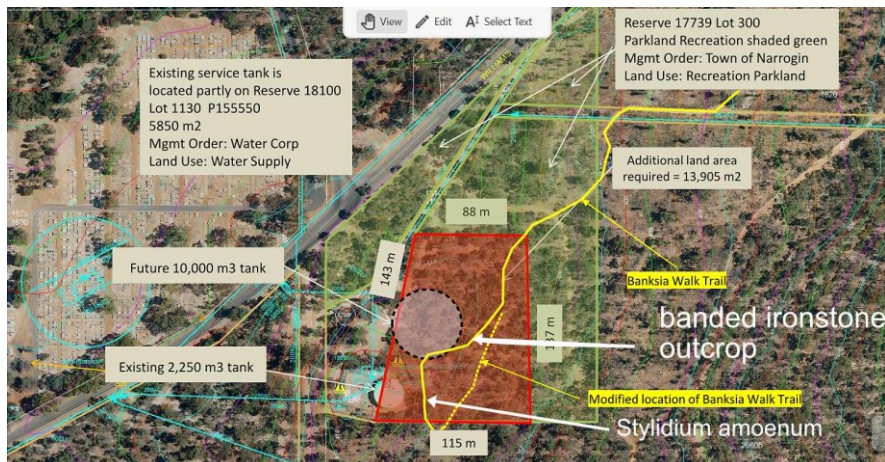 View
Edit
Select Text
Existing service tank is
located partly on Reserve 18100
Lot 1130 P155550
5850 m2
Mgmt Order: Water Corp
Land Use: Water Supply
Reserve 17739 Lot 300
Parkland Recreation shaded green
Mgmt Order: Town of Narrogin
Land Use: Recreation Parkland
Additional land area
required = 13,905 m2
88 m
143 m
Future 10,000 m3 tank
Banksia Walk Trail
banded ironstone
outcrop
Existing 2,250 m3 tank
Modified location of Banksia Walk Trail
Stylidium amoenum
115 m